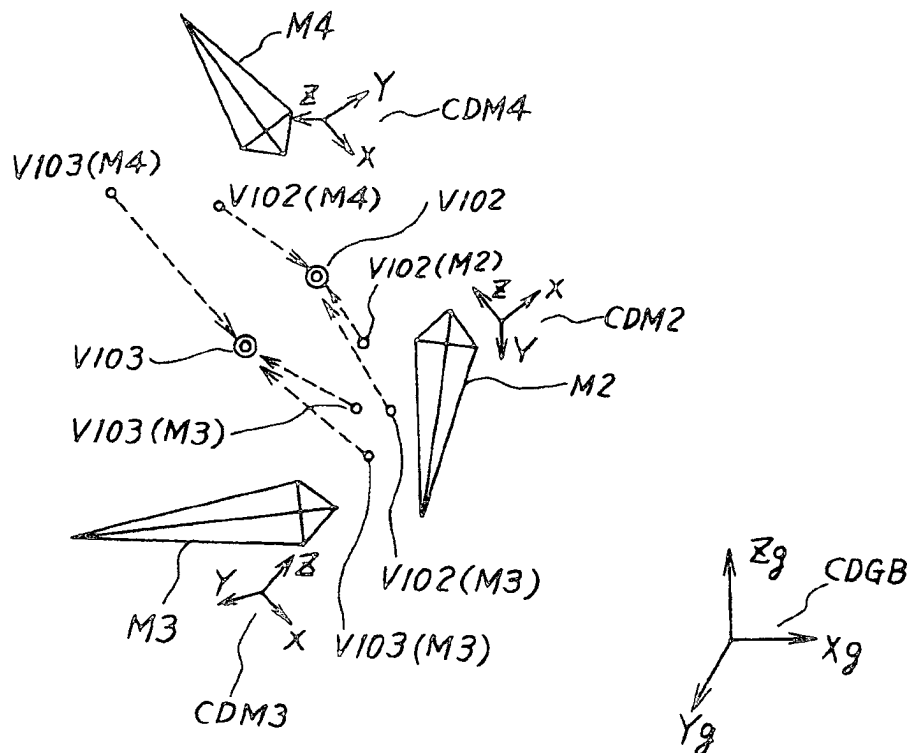 M4
Z
Y
X
CDM4
V103(M4)
V102(M4)
V102
V102(M2)
Z
X
Y
CDM2
M2
V103
V103(M3)
Z
Y
X
M3
CDM3
V102(M3)
V103(M3)
Zg
CDGB
Xg
Yg